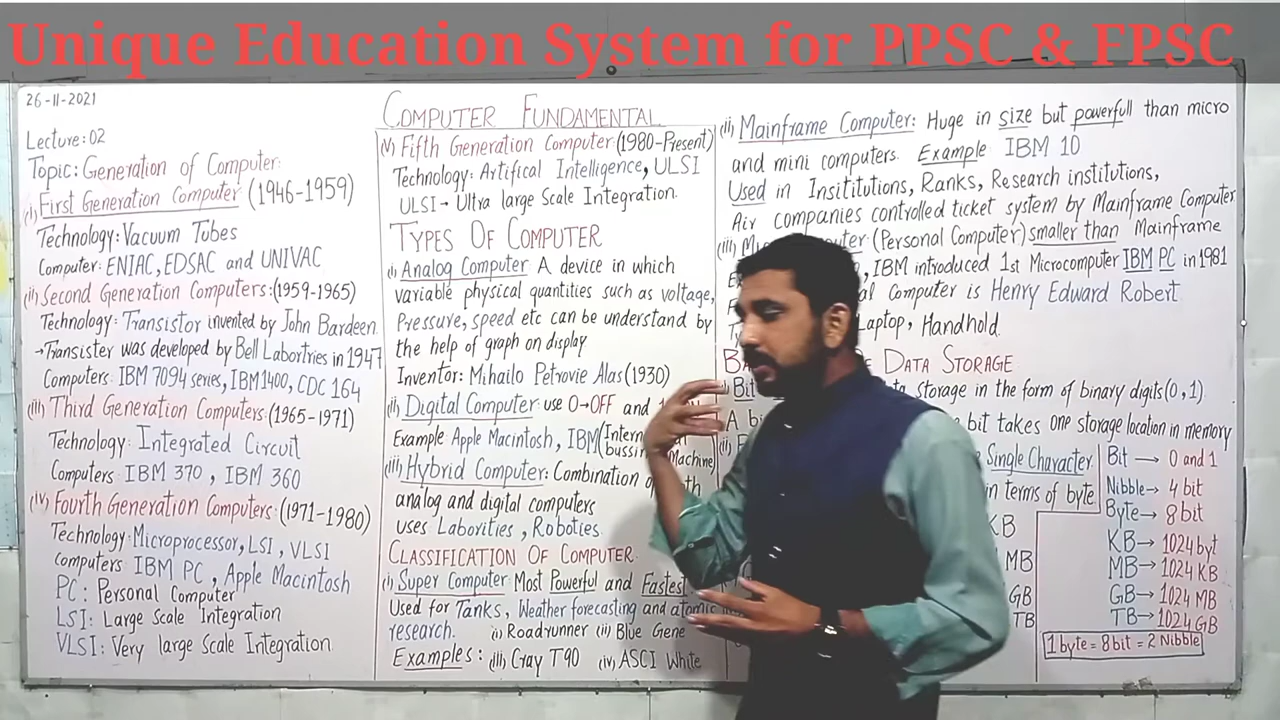 Unique Education System for PPSC & FPSC
26-11-2021
COMPUTER FUNDAMENTAL
Lecture: 02
Topic: Generation of Computer:
(i) First Generation Computer (1946-1959)
Technology: Vacuum Tubes
Computer: ENIAC, EDSAC and UNIVAC
(ii) Second Generation Computers: (1959-1965)
Technology: Transistor invented by John Bardeen
→Transister was developed by Bell Labortries in 1947
Computers: IBM 7094 series, IBM1400, CDC 164
(iii) Third Generation Computers: (1965-1971)
Technology: Integrated Circuit
Computers: IBM 370, IBM 360
(iv) Fourth Generation Computers: (1971-1980)
Technology: Microprocessor, LSI, VLSI
Computers: IBM PC, Apple Macintosh
PC: Personal Computer
LSI: Large Scale Integration
VLSI: Very large Scale Integration
(v) Fifth Generation Computer: (1980-Present)
Technology: Artifical Intelligence, ULSI
ULSI → Ultra large Scale Integration.
TYPES OF COMPUTER
(i) Analog Computer: A device in which
variable physical quantities such as voltage,
Pressure, speed etc can be understand by
the help of graph on display
Inventor: Mihailo Petrovie Alas (1930)
(ii) Digital Computer: use 0→OFF and
Example: Apple Macintosh, IBM
Machine)
(iii) Hybrid Computer: Combination
analog and digital computers
uses Laborities, Roboties.
CLASSIFICATION OF COMPUTER
(i) Super Computer: Most Powerful and Fastest
Used for Tanks, Weather forecasting and atomic
research. (i) Roadrunner (ii) Blue Gene
Examples: (iii) Cray T90 (iv) ASCI White
(ii) Mainframe Computer: Huge in size but powerfull than micro
and mini computers. Example IBM 10
Used in Insititutions, Ranks, Research institutions,
Air companies controlled ticket system by Mainframe Computer
(iii) (Personal Computer) smaller than Mainframe
, IBM introduced 1st Microcomputer IBM PC in 1981
Computer is Henry Edward Robert
Laptop, Handhold.
DATA STORAGE
(i) Bit storage in the form of binary digits (0,1)
A bit takes one storage location in memory
(ii) Single Character.
in terms of byte
KB
MB
GB
TB
Bit → 0 and 1
Nibble → 4 bit
Byte → 8 bit
KB → 1024 byt
MB → 1024 KB
GB → 1024 MB
TB → 1024 GB
1 byte = 8 bit = 2 Nibble